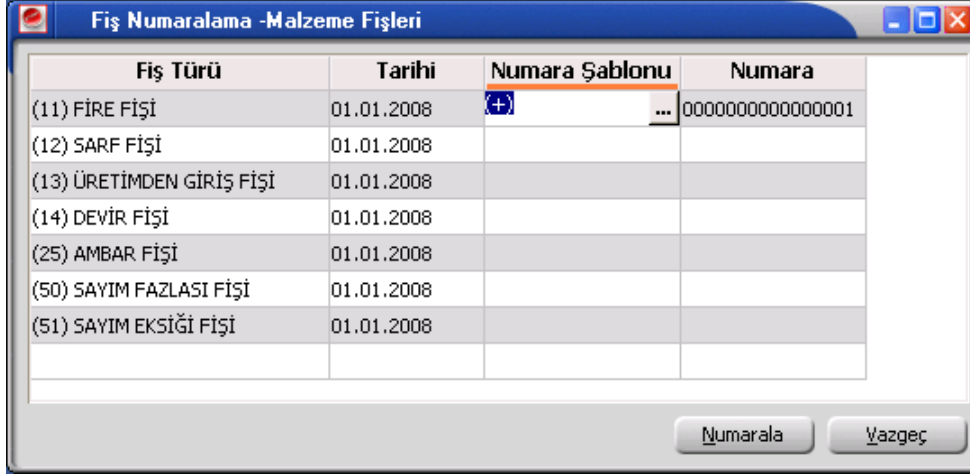 Fiş Numaralama -Malzeme Fişleri
Fiş Türü Tarihi Numara Şablonu Numara
(11) FİRE FİŞİ 01.01.2008 (+) ... 0000000000000001
(12) SARF FİŞİ 01.01.2008
(13) ÜRETİMDEN GİRİŞ FİŞİ 01.01.2008
(14) DEVİR FİŞİ 01.01.2008
(25) AMBAR FİŞİ 01.01.2008
(50) SAYIM FAZLASI FİŞİ 01.01.2008
(51) SAYIM EKSİĞİ FİŞİ 01.01.2008
Numarala Vazgeç